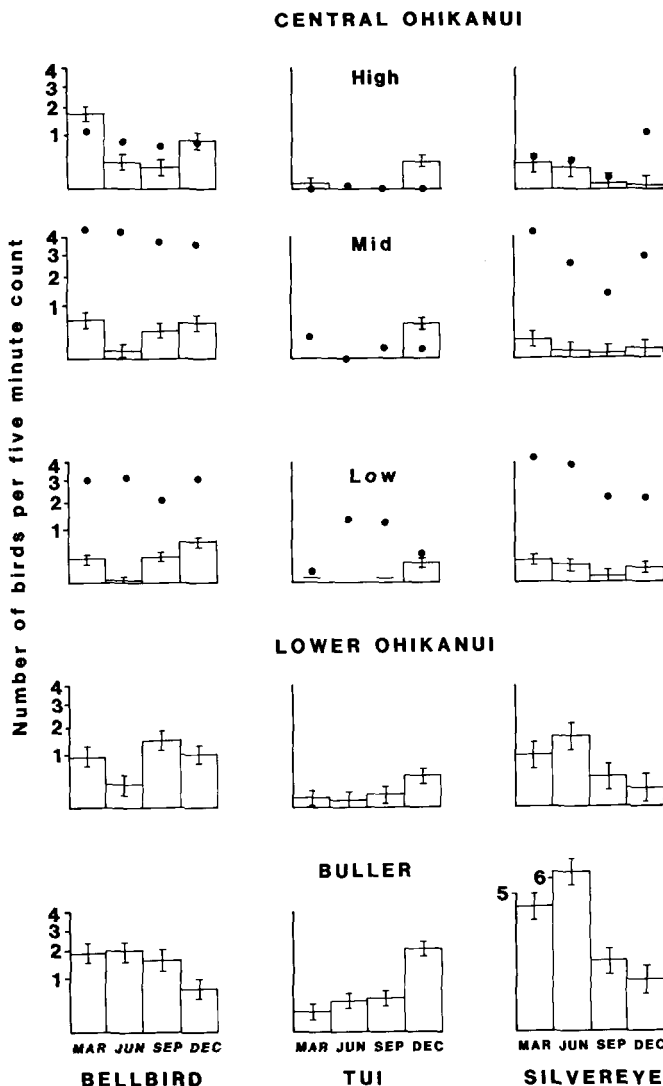 CENTRAL OHIKANUI
High
4
3
2
1
Mid
4
3
2
1
Low
4
3
2
1
Number of birds per five minute count
LOWER OHIKANUI
4
3
2
1
BULLER
4
3
2
1
5
6
MAR JUN SEP DEC MAR JUN SEP DEC MAR JUN SEP DEC
BELLBIRD TUI SILVEREYE